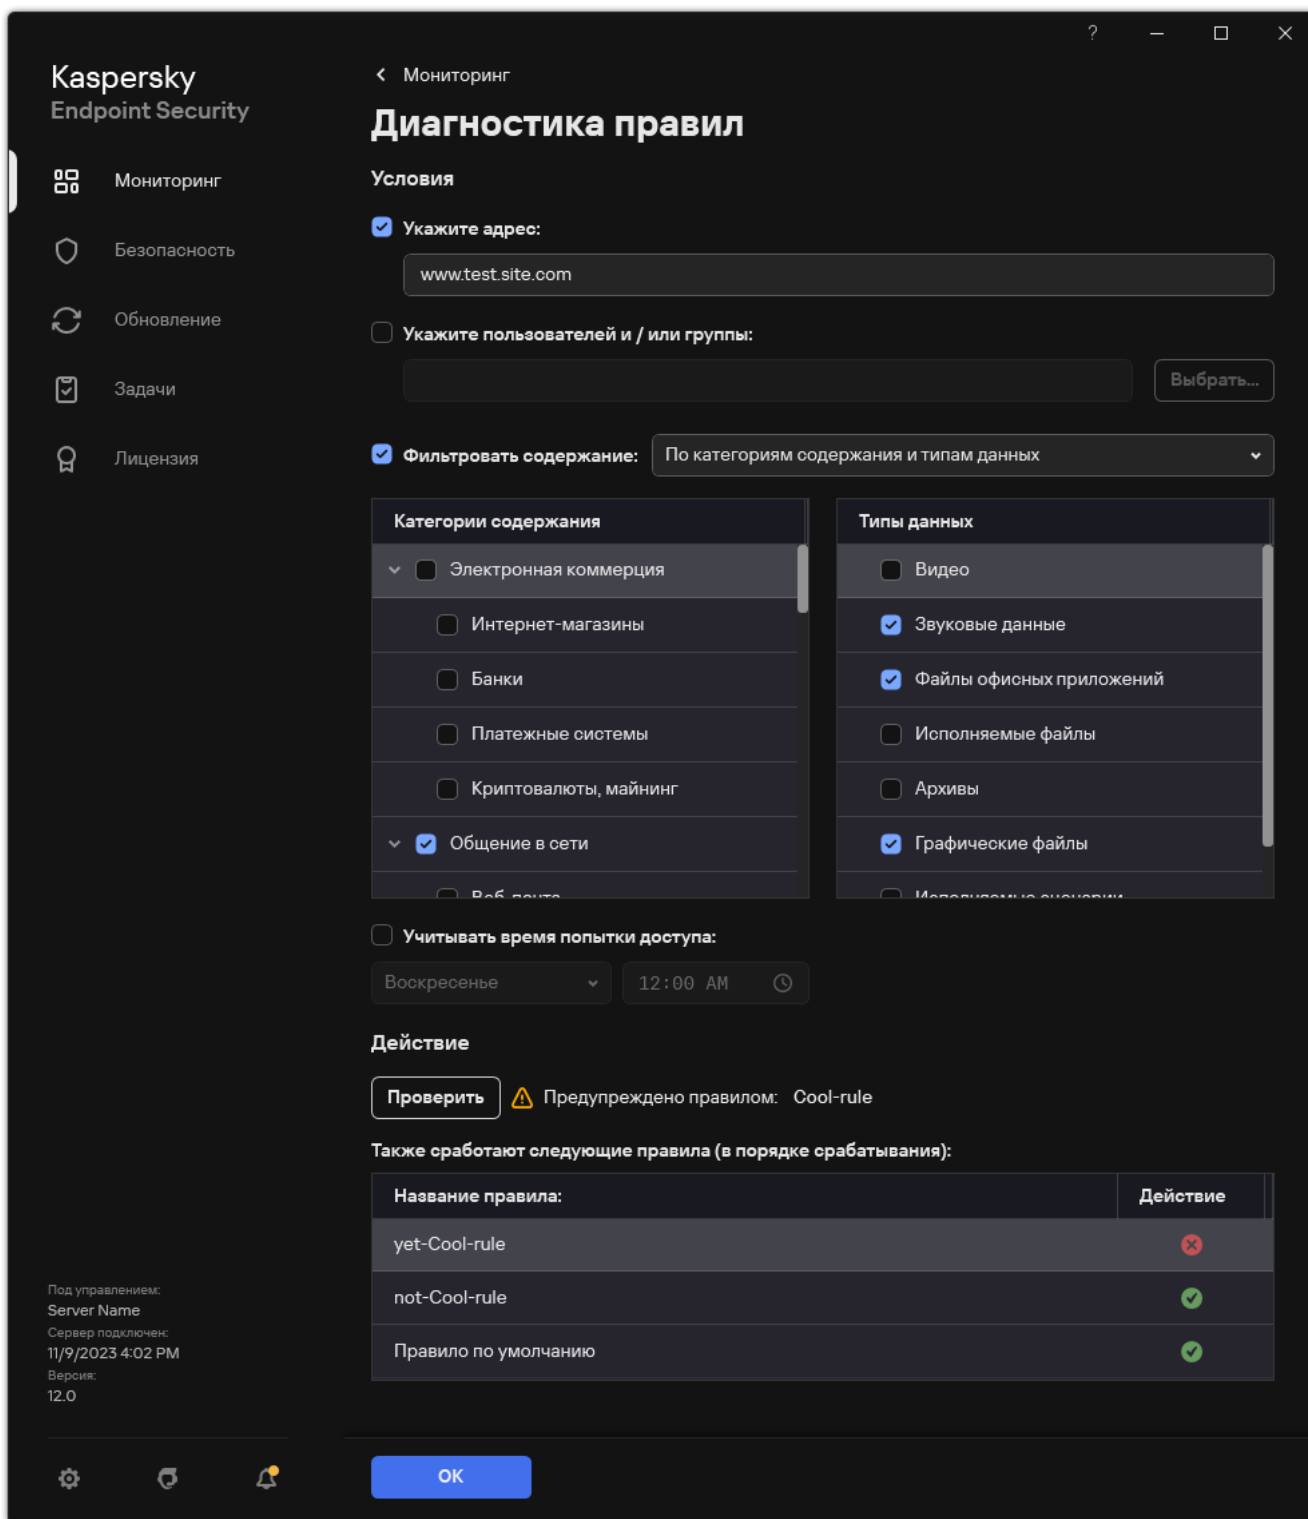 ?
Kaspersky
Endpoint Security
Мониторинг
Безопасность
Обновление
Задачи
Лицензия
Под управлением:
Server Name
Сервер подключен:
11/9/2023 4:02 PM
Версия:
12.0
Мониторинг
Диагностика правил
Условия
Укажите адрес:
www.test.site.com
Укажите пользователей и / или группы:
Выбрать...
Фильтровать содержание: По категориям содержания и типам данных
Категории содержания
Электронная коммерция
Интернет-магазины
Банки
Платежные системы
Криптовалюты, майнинг
Общение в сети
Веб-почта
Типы данных
Видео
Звуковые данные
Файлы офисных приложений
Исполняемые файлы
Архивы
Графические файлы
Исполняемые сценарии
Учитывать время попытки доступа:
Воскресенье 12:00 AM
Действие
Проверить Предупреждено правилом: Cool-rule
Также сработают следующие правила (в порядке срабатывания):
Название правила: Действие
yet-Cool-rule
not-Cool-rule
Правило по умолчанию
ОК